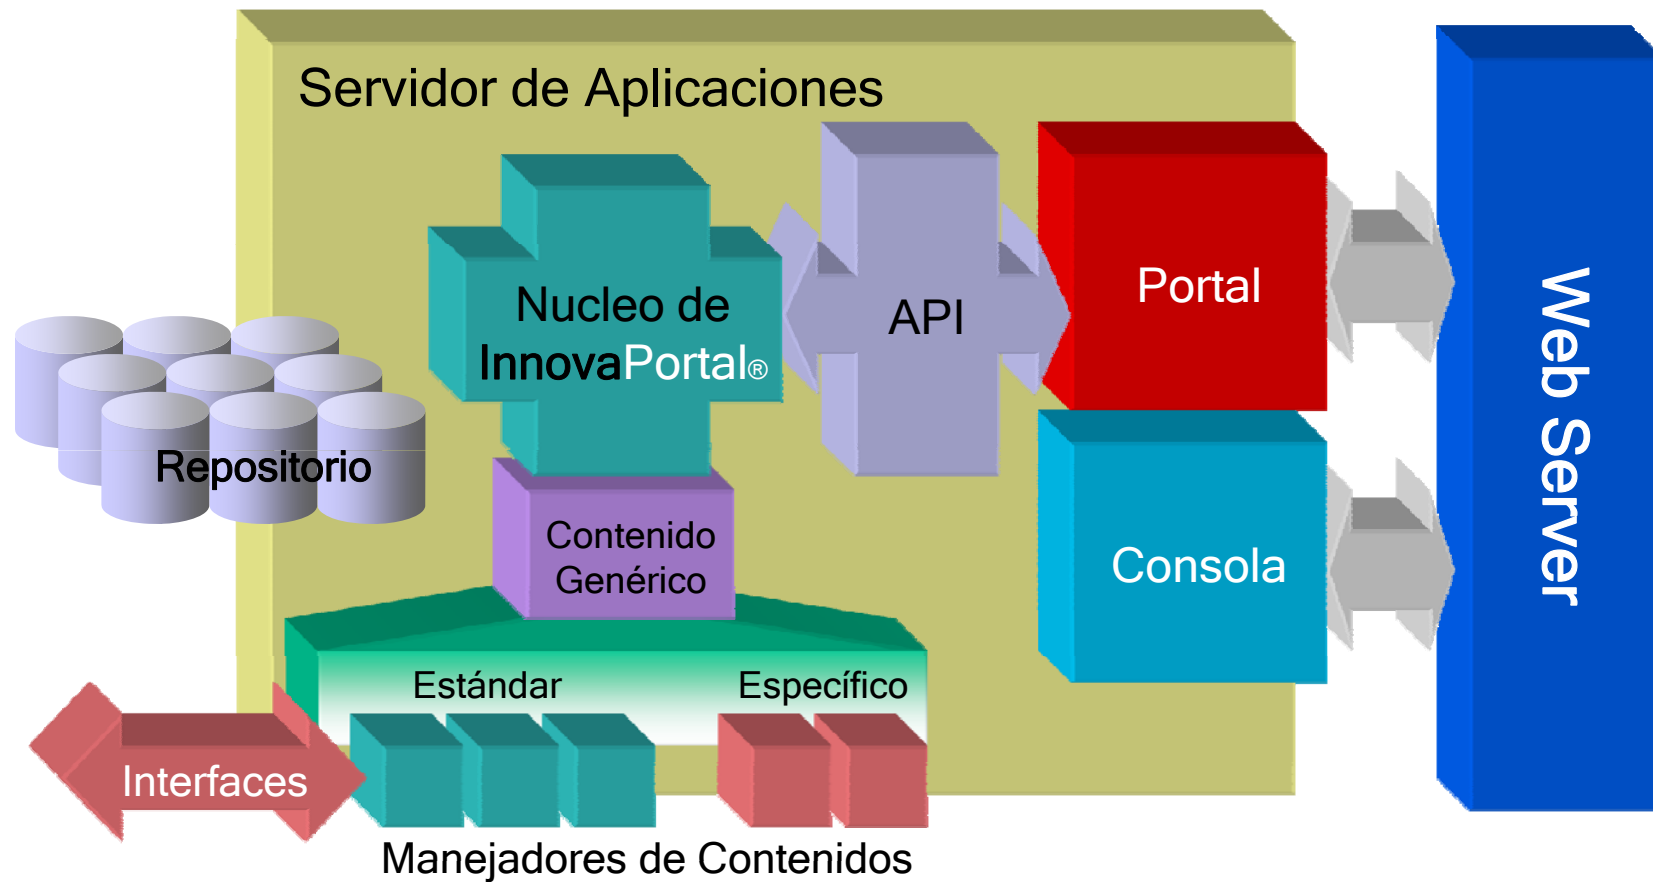 Servidor de Aplicaciones
Nucleo de
InnovaPortal®
API
Portal
Web Server
Repositorio
Contenido
Genérico
Consola
Estándar
Específico
Interfaces
Manejadores de Contenidos